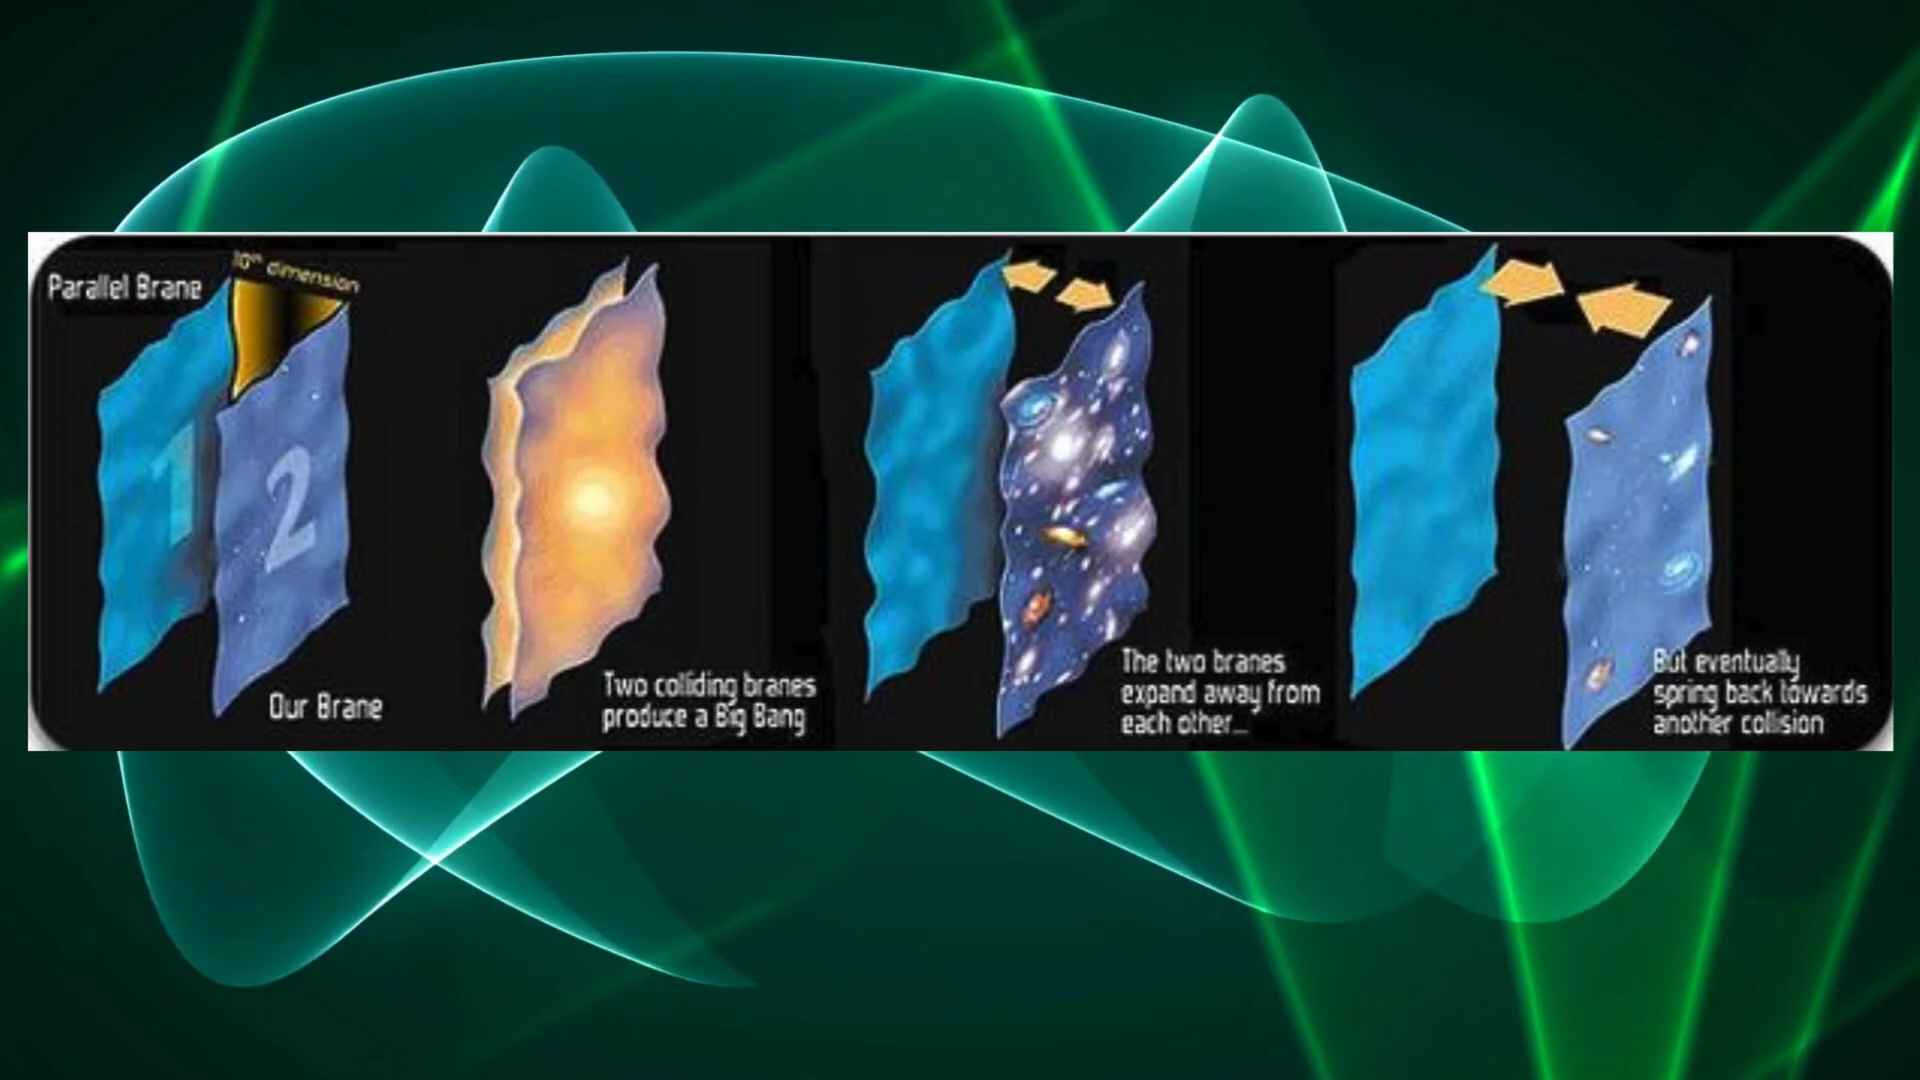 Parallel Brane
10th dimension
1
2
Our Brane
Two colliding branes
produce a Big Bang
The two branes
expand away from
each other...
But eventually
spring back towards
another collision